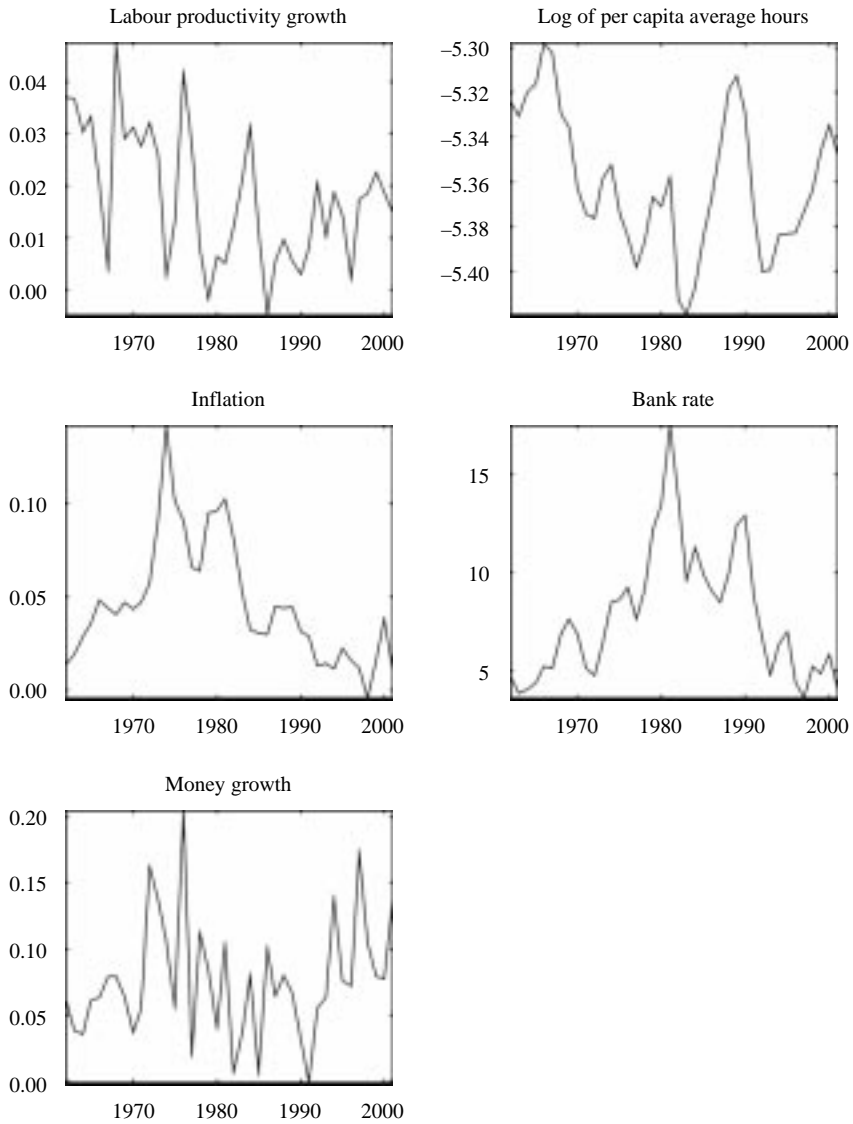 Labour productivity growth
0.04
0.03
0.02
0.01
0.00
1970 1980 1990 2000
Log of per capita average hours
−5.30
−5.32
−5.34
−5.36
−5.38
−5.40
1970 1980 1990 2000
Inflation
0.10
0.05
0.00
1970 1980 1990 2000
Bank rate
15
10
5
1970 1980 1990 2000
Money growth
0.20
0.15
0.10
0.05
0.00
1970 1980 1990 2000